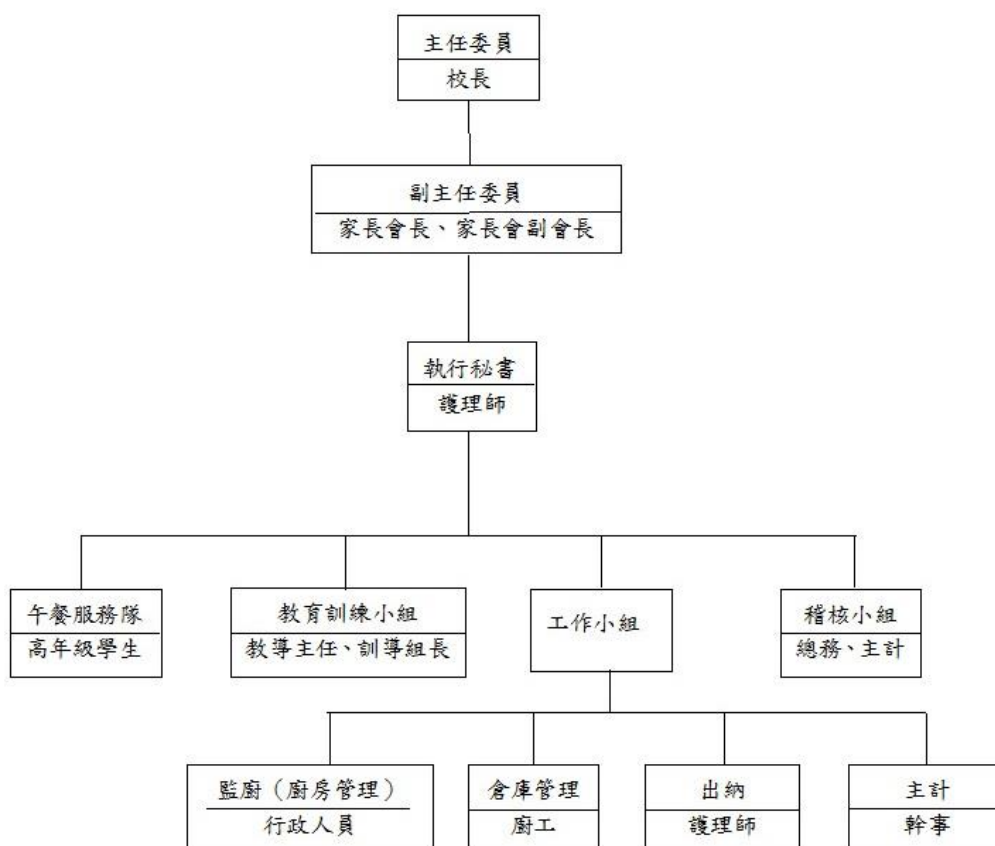 主任委員
校長
副主任委員
家長會長、家長會副會長
執行秘書
護理師
午餐服務隊
高年級學生
教育訓練小組
教導主任、訓導組長
工作小組
稽核小組
總務、主計
監廚（廚房管理）
行政人員
倉庫管理
廚工
出納
護理師
主計
幹事